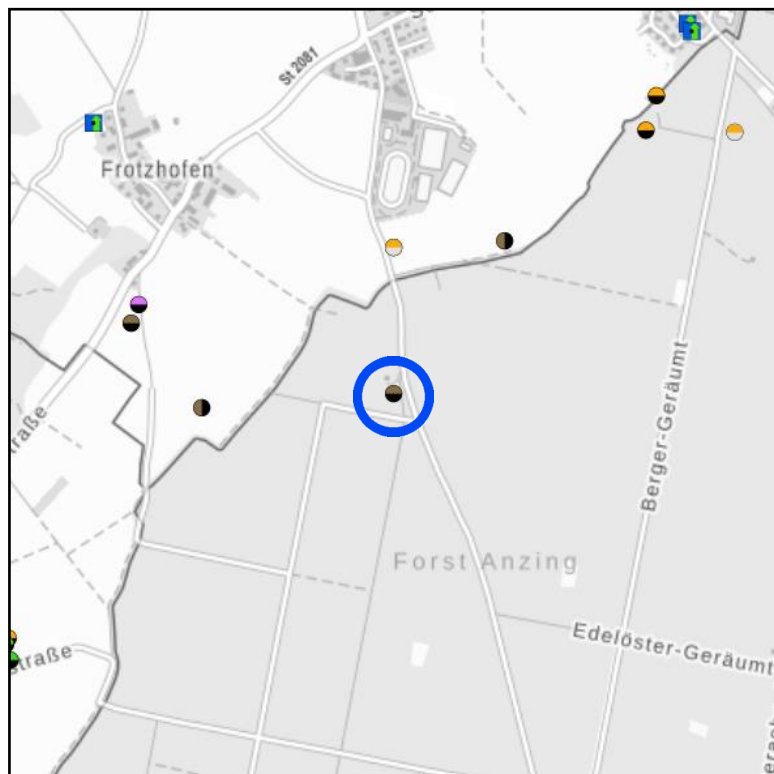 St 2081
Frotzhofen
Berger-Geräumt
straße
Forst Anzing
Edelöster-Geräumt
straße